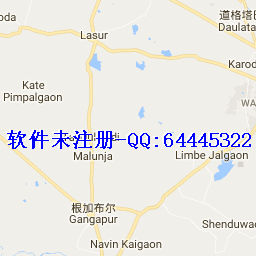 道格塔巴
Daulata
Lasur
Karod
Kate
Pimpalgaon
WA
软件未注册 QQ:64445322
Malunja
Limbe Jalgaon
根加布尔
Gangapur
Shenduwad
Navin Kaigaon